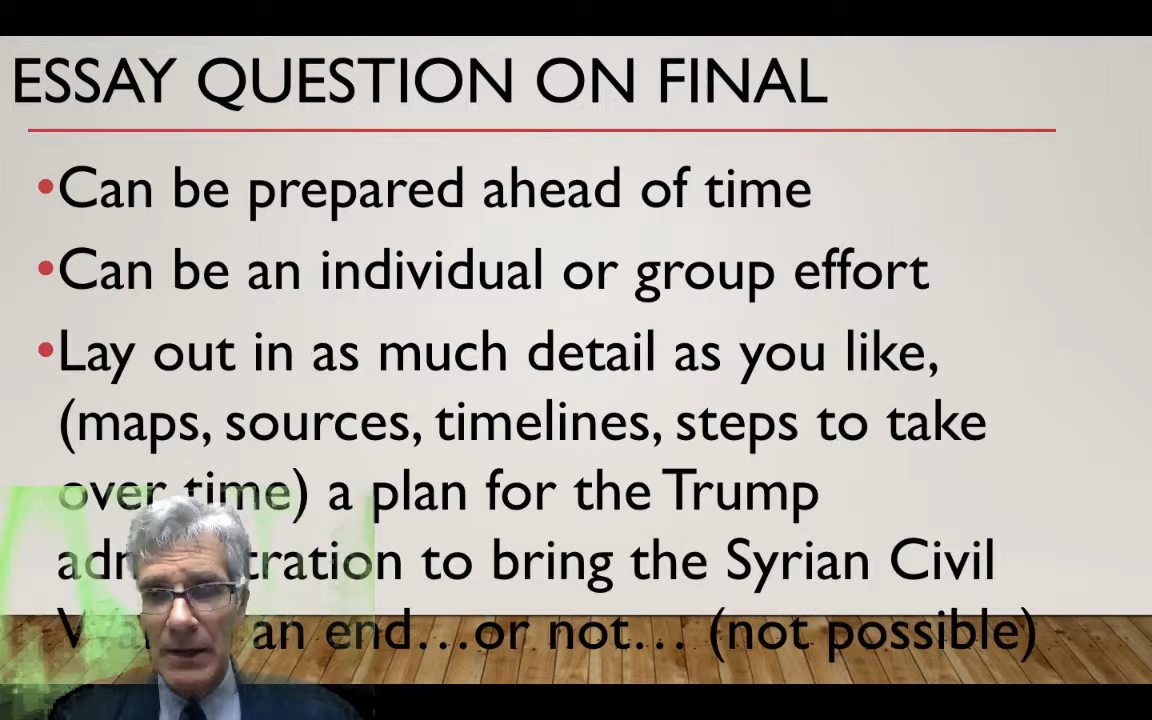 ESSAY QUESTION ON FINAL
•Can be prepared ahead of time
•Can be an individual or group effort
•Lay out in as much detail as you like,
(maps, sources, timelines, steps to take
over time) a plan for the Trump
to bring the Syrian Civil
an end…or not… (not possible)